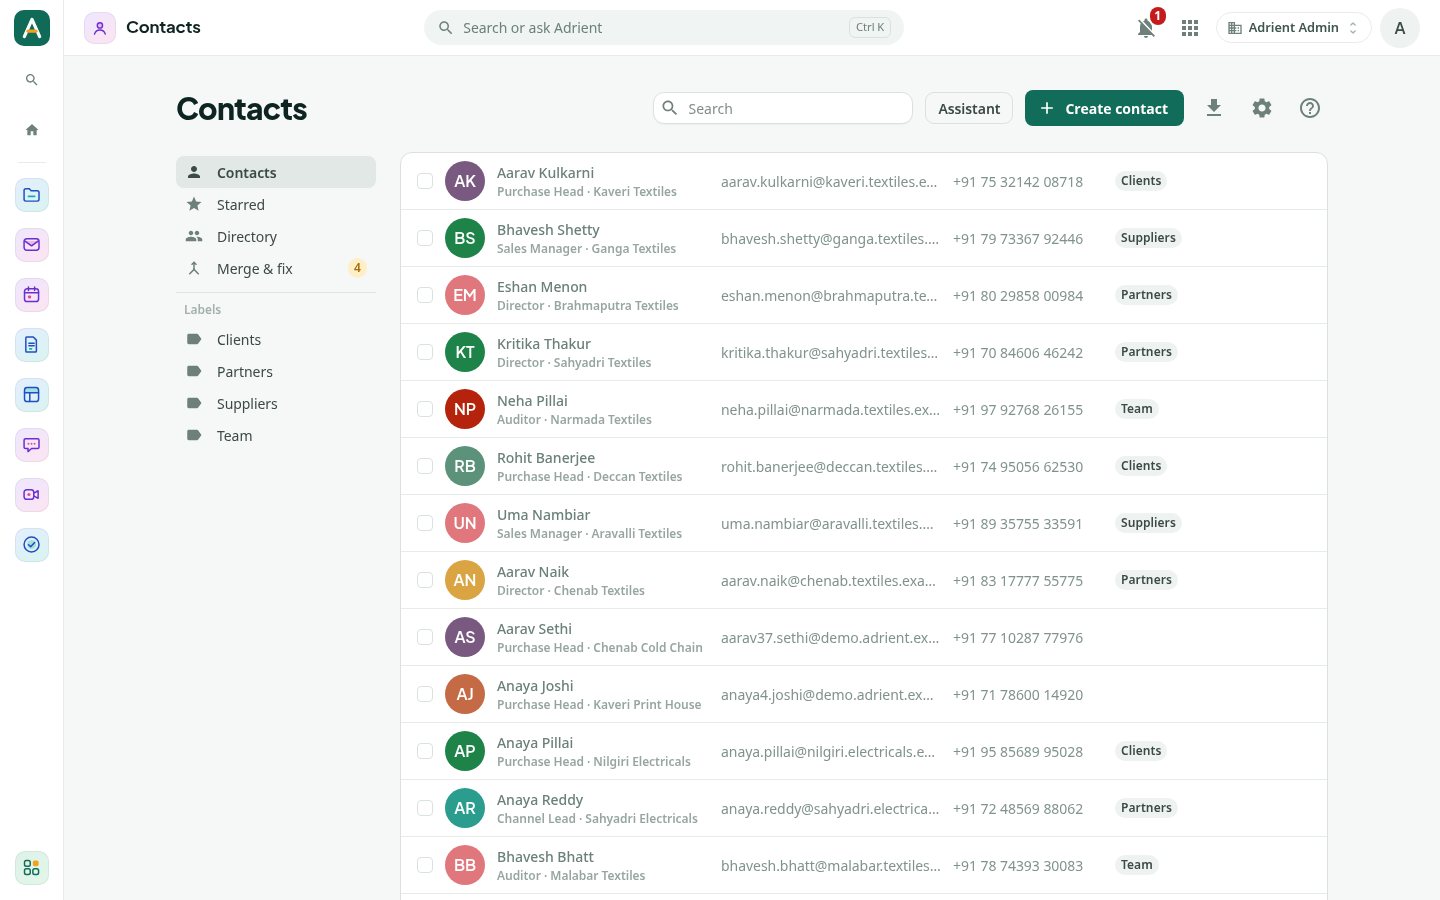 Contacts
Search or ask Adrient
Ctrl K
1
Adrient Admin
A
Contacts
Search
Assistant
Create contact
Contacts
Starred
Directory
Merge & fix
4
Labels
Clients
Partners
Suppliers
Team
AK
Aarav Kulkarni
Purchase Head · Kaveri Textiles
aarav.kulkarni@kaveri.textiles.e...
+91 75 32142 08718
Clients
BS
Bhavesh Shetty
Sales Manager · Ganga Textiles
bhavesh.shetty@ganga.textiles....
+91 79 73367 92446
Suppliers
EM
Eshan Menon
Director · Brahmaputra Textiles
eshan.menon@brahmaputra.te...
+91 80 29858 00984
Partners
KT
Kritika Thakur
Director · Sahyadri Textiles
kritika.thakur@sahyadri.textiles...
+91 70 84606 46242
Partners
NP
Neha Pillai
Auditor · Narmada Textiles
neha.pillai@narmada.textiles.ex...
+91 97 92768 26155
Team
RB
Rohit Banerjee
Purchase Head · Deccan Textiles
rohit.banerjee@deccan.textiles....
+91 74 95056 62530
Clients
UN
Uma Nambiar
Sales Manager · Aravalli Textiles
uma.nambiar@aravalli.textiles....
+91 89 35755 33591
Suppliers
AN
Aarav Naik
Director · Chenab Textiles
aarav.naik@chenab.textiles.exa...
+91 83 17777 55775
Partners
AS
Aarav Sethi
Purchase Head · Chenab Cold Chain
aarav37.sethi@demo.adrient.ex...
+91 77 10287 77976
AJ
Anaya Joshi
Purchase Head · Kaveri Print House
anaya4.joshi@demo.adrient.ex...
+91 71 78600 14920
AP
Anaya Pillai
Purchase Head · Nilgiri Electricals
anaya.pillai@nilgiri.electricals.e...
+91 95 85689 95028
Clients
AR
Anaya Reddy
Channel Lead · Sahyadri Electricals
anaya.reddy@sahyadri.electrica...
+91 72 48569 88062
Partners
BB
Bhavesh Bhatt
Auditor · Malabar Textiles
bhavesh.bhatt@malabar.textiles...
+91 78 74393 30083
Team